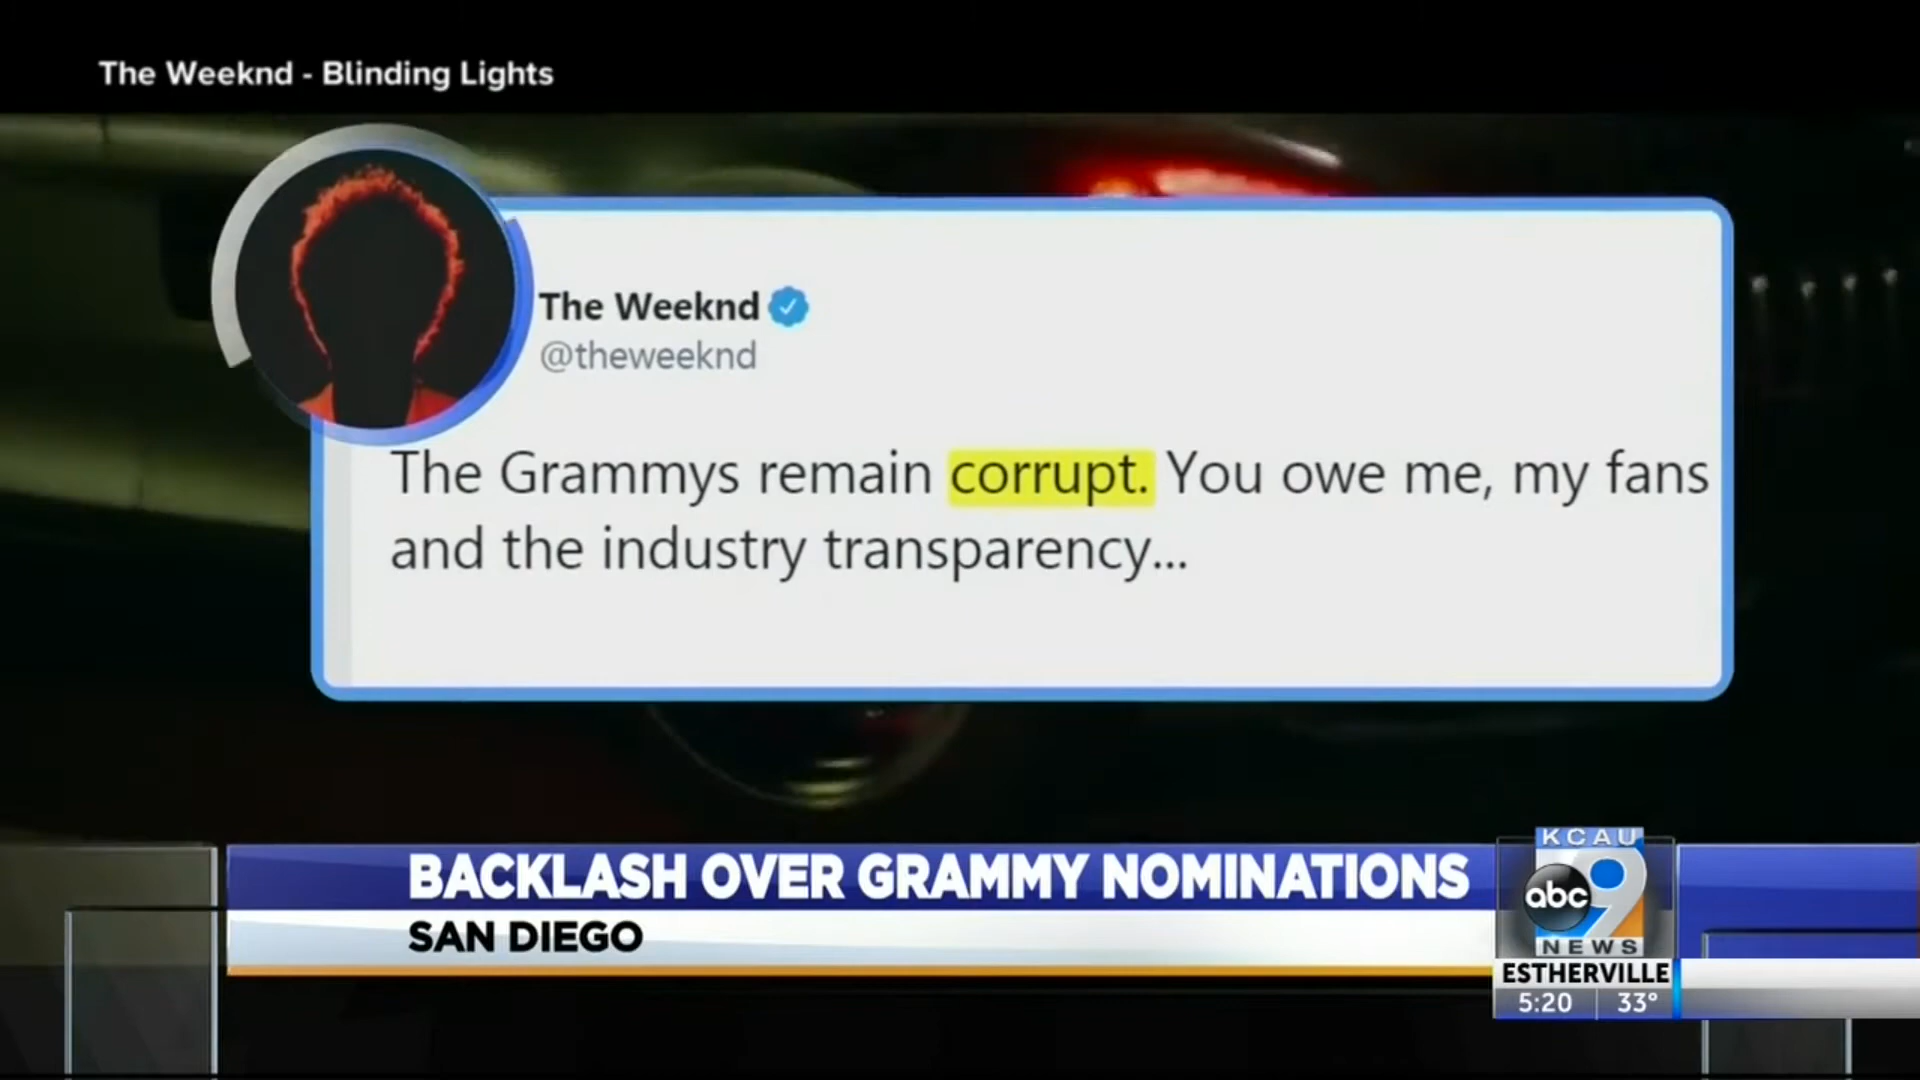 The Weeknd - Blinding Lights
The Weeknd
@theweeknd
The Grammys remain corrupt. You owe me, my fans
and the industry transparency...
BACKLASH OVER GRAMMY NOMINATIONS
SAN DIEGO
KCAU
abc 9
NEWS
ESTHERVILLE
5:20 33°